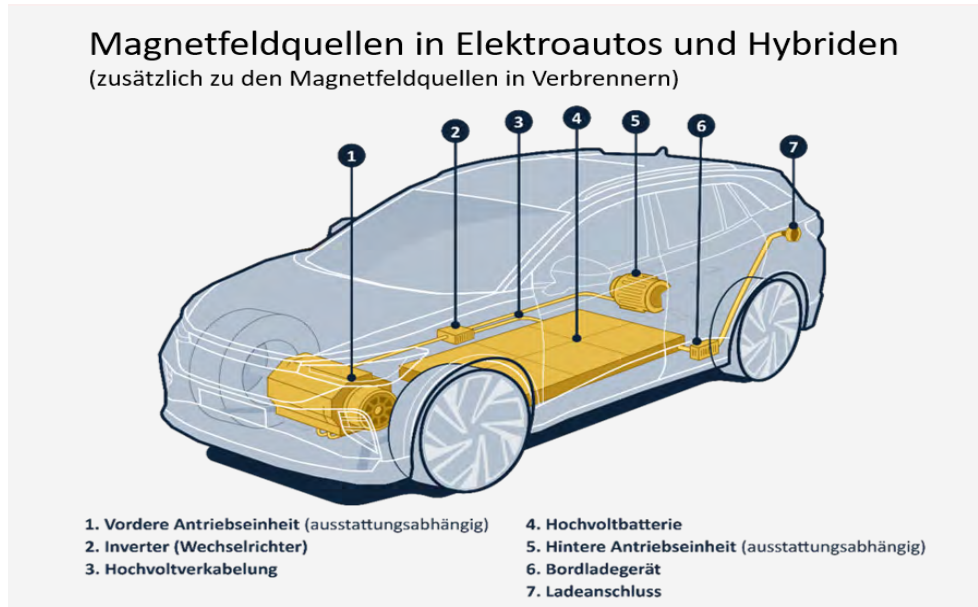 Magnetfeldquellen in Elektroautos und Hybriden
(zusätzlich zu den Magnetfeldquellen in Verbrennern)
1
2
3
4
5
6
7
1. Vordere Antriebseinheit (ausstattungsabhängig)
2. Inverter (Wechselrichter)
3. Hochvoltverkabelung
4. Hochvoltbatterie
5. Hintere Antriebseinheit (ausstattungsabhängig)
6. Bordladegerät
7. Ladeanschluss